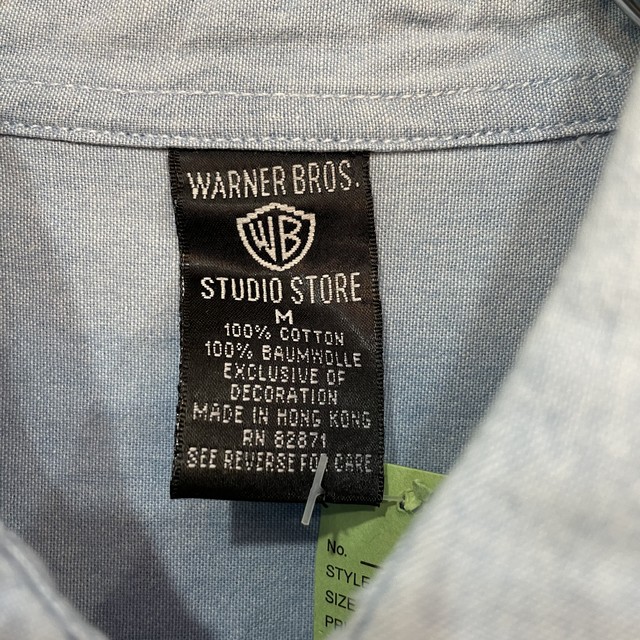 WARNER BROS.
WB
STUDIO STORE
M
100% COTTON
100% BAUMWOLLE
EXCLUSIVE OF
DECORATION
MADE IN HONG KONG
RN 82871
SEE REVERSE FOR CARE
No.
STYLE
SIZE